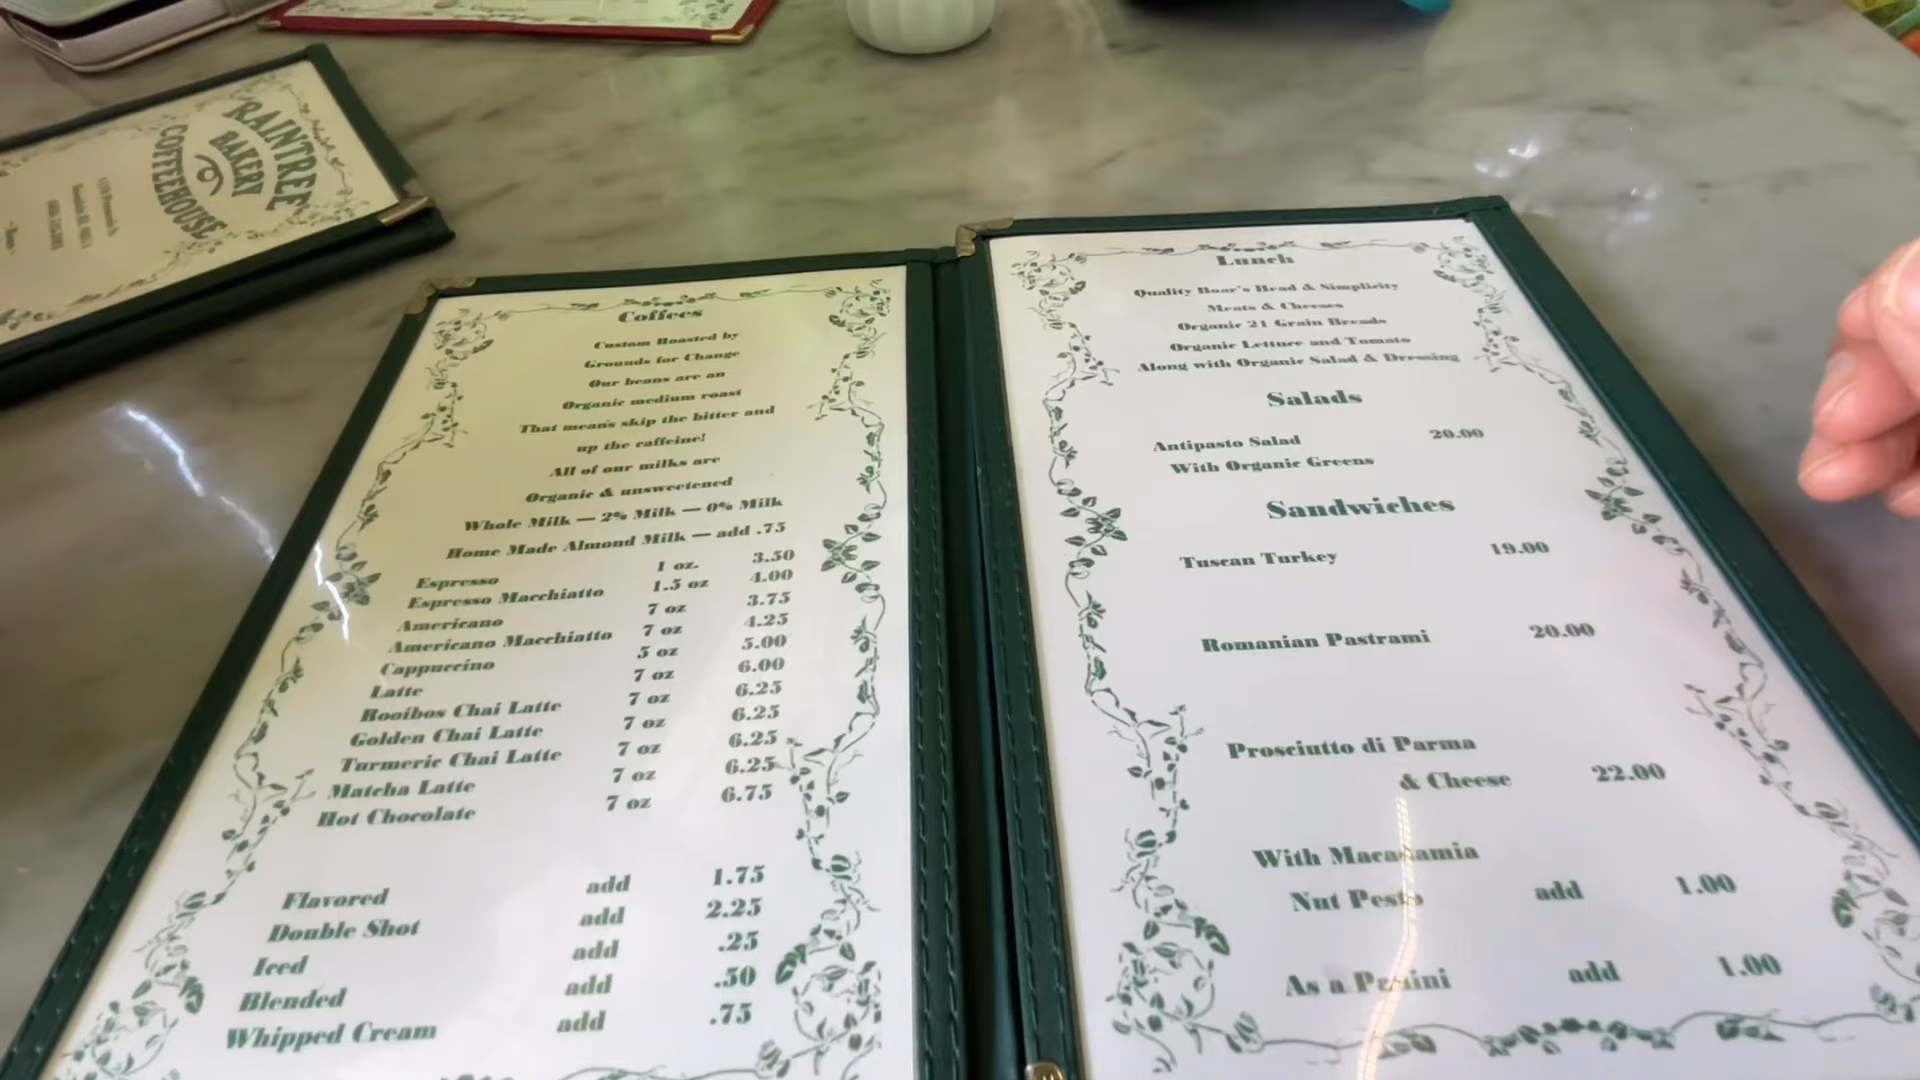 RAINTREE
BAKERY
COFFEEHOUSE
Coffees
Custom Roasted by
Grounds for Change
Our beans are an
Organic medium roast
That means skip the bitter and
up the caffeine!
All of our milks are
Organic & unsweetened
Whole Milk — 2% Milk — 0% Milk
Home Made Almond Milk — add .75
Espresso 1 oz. 3.50
Espresso Macchiatto 1.5 oz 4.00
Americano 7 oz 3.75
Americano Macchiatto 7 oz 4.25
Cappuccino 5 oz 5.00
Latte 7 oz 6.00
Rooibos Chai Latte 7 oz 6.25
Golden Chai Latte 7 oz 6.25
Turmeric Chai Latte 7 oz 6.25
Matcha Latte 7 oz 6.25
Hot Chocolate 7 oz 6.75
Flavored add 1.75
Double Shot add 2.25
Iced add .25
Blended add .50
Whipped Cream add .75
Lunch
Quality Boar's Head & Simplicity
Meats & Cheeses
Organic 21 Grain Breads
Organic Lettuce and Tomato
Along with Organic Salad & Dressing
Salads
Antipasto Salad 20.00
With Organic Greens
Sandwiches
Tuscan Turkey 19.00
Romanian Pastrami 20.00
Prosciutto di Parma
& Cheese 22.00
With Macadamia
Nut Pesto add 1.00
As a Panini add 1.00